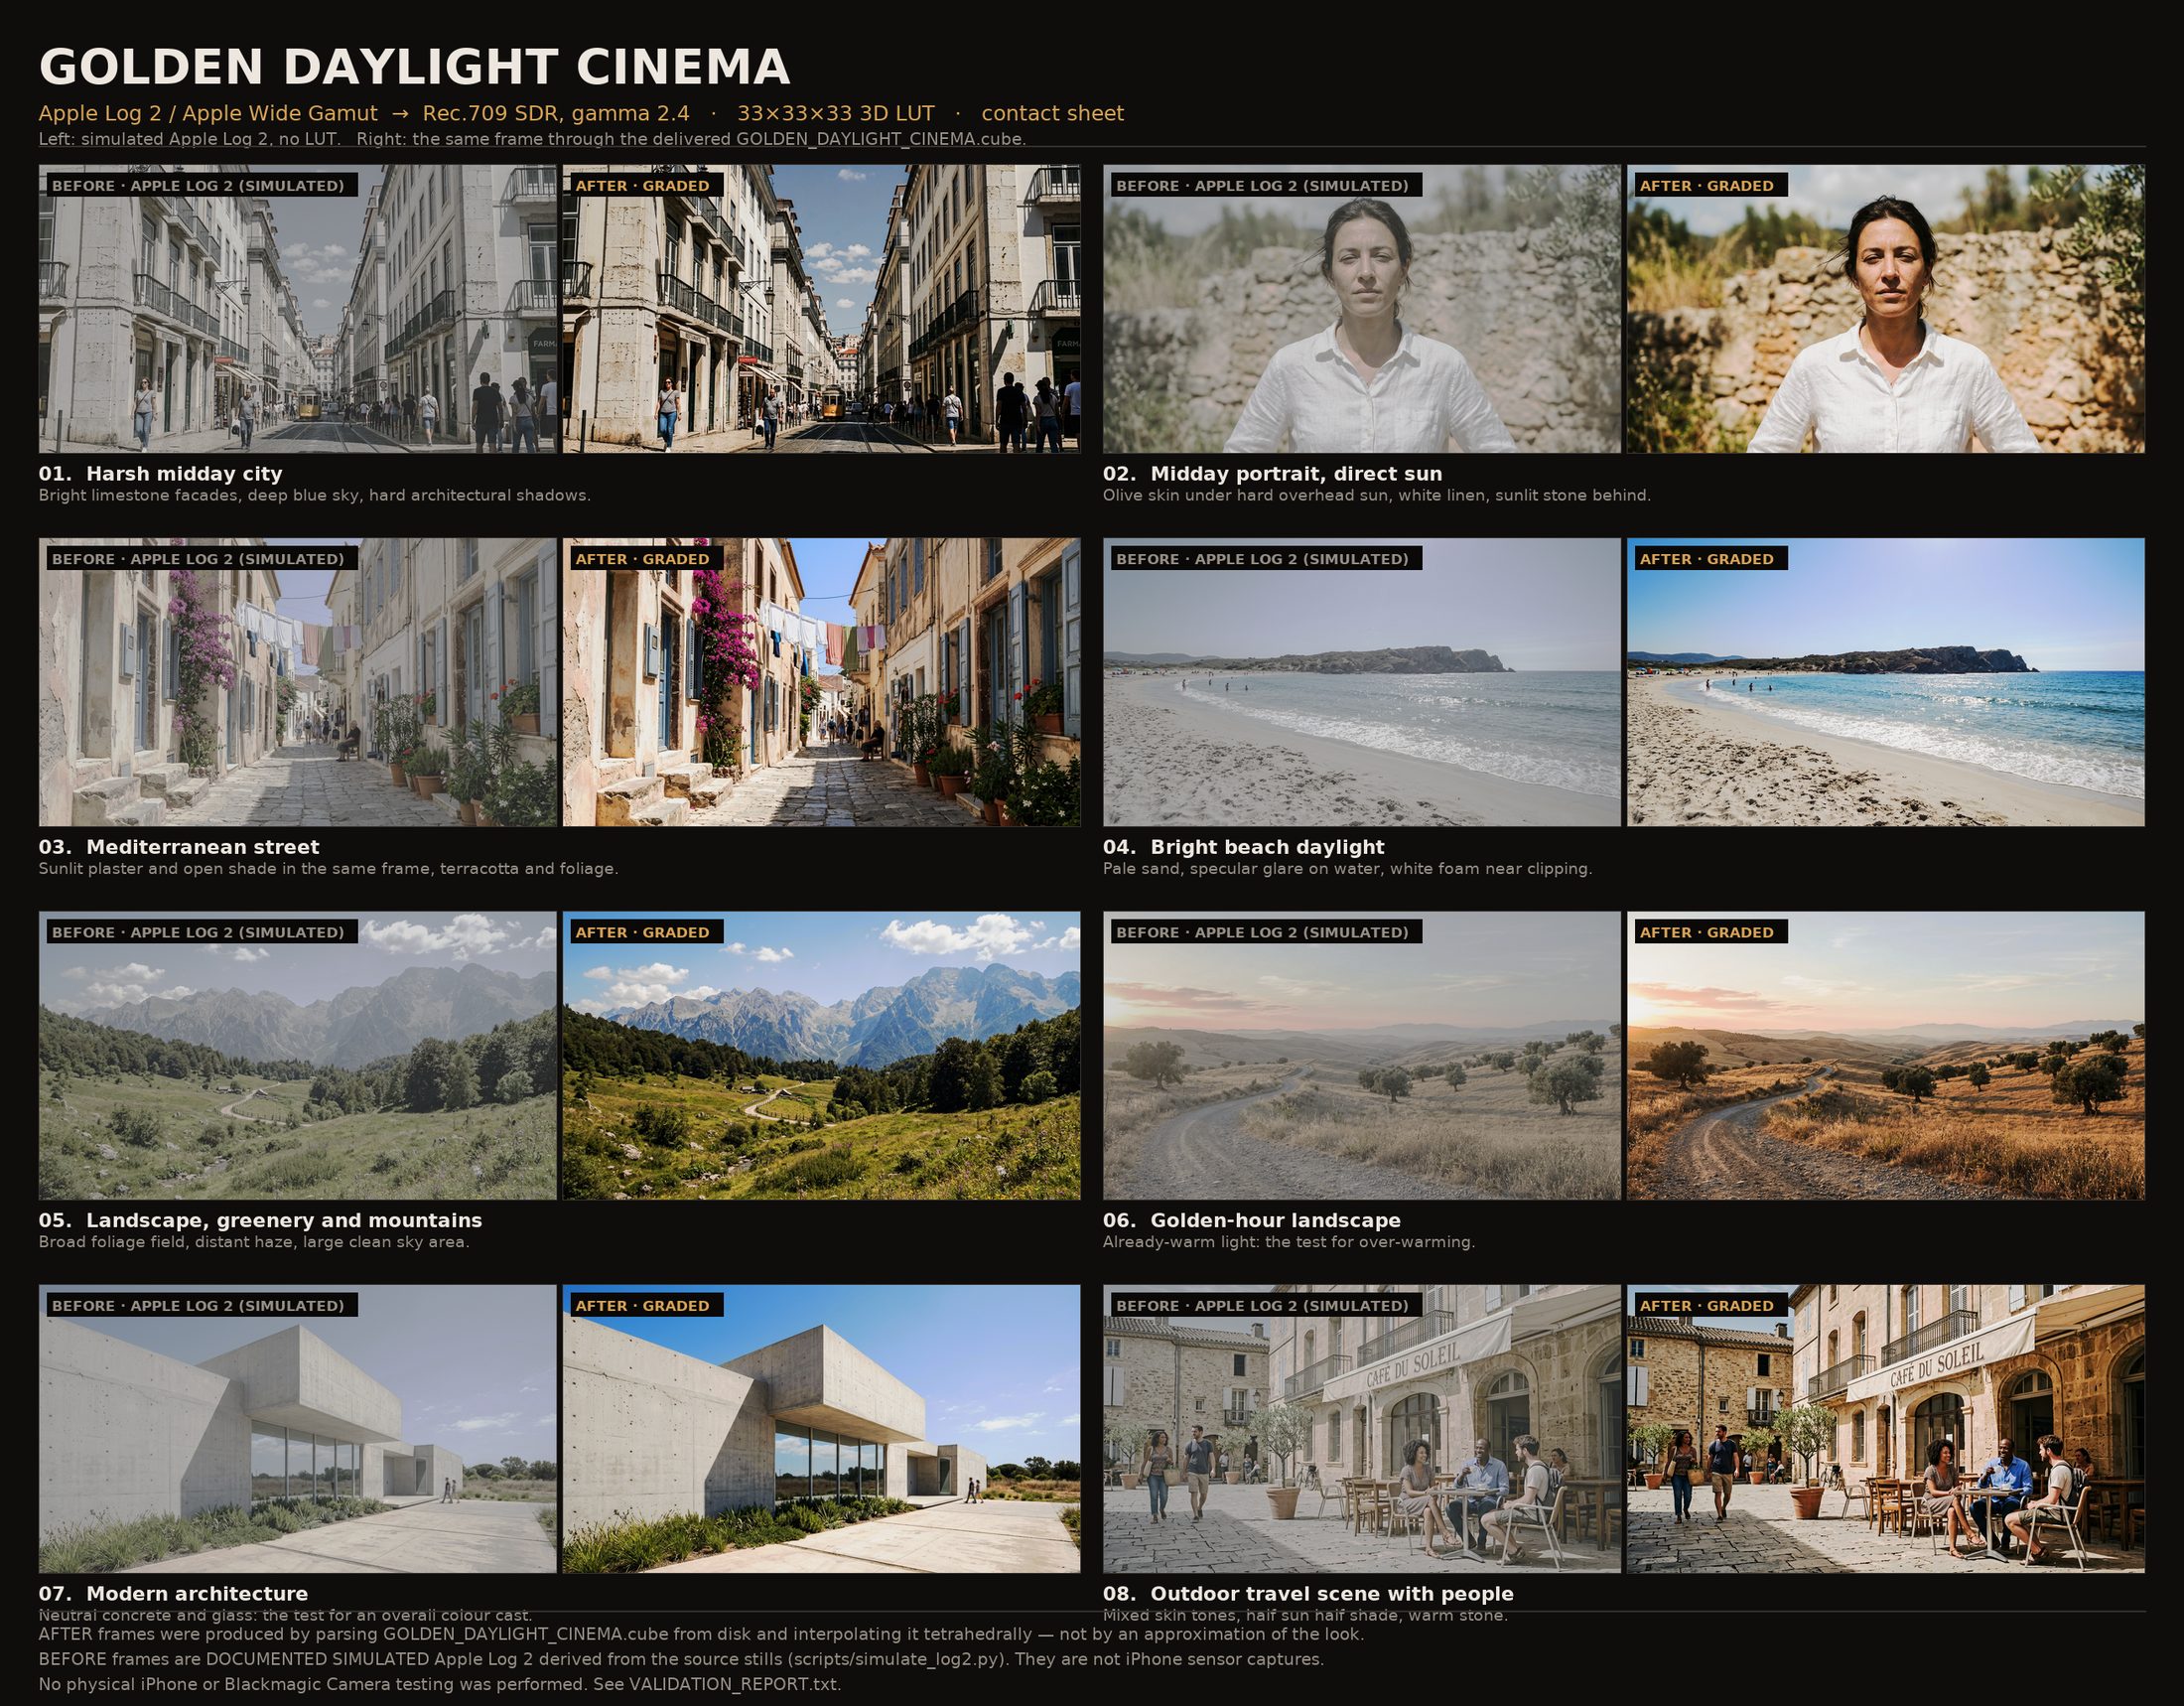 GOLDEN DAYLIGHT CINEMA
Apple Log 2 / Apple Wide Gamut → Rec.709 SDR, gamma 2.4 · 33×33×33 3D LUT · contact sheet
Left: simulated Apple Log 2, no LUT. Right: the same frame through the delivered GOLDEN_DAYLIGHT_CINEMA.cube.
BEFORE · APPLE LOG 2 (SIMULATED)
AFTER · GRADED
FARM
FARM
01. Harsh midday city
Bright limestone facades, deep blue sky, hard architectural shadows.
BEFORE · APPLE LOG 2 (SIMULATED)
AFTER · GRADED
02. Midday portrait, direct sun
Olive skin under hard overhead sun, white linen, sunlit stone behind.
BEFORE · APPLE LOG 2 (SIMULATED)
AFTER · GRADED
03. Mediterranean street
Sunlit plaster and open shade in the same frame, terracotta and foliage.
BEFORE · APPLE LOG 2 (SIMULATED)
AFTER · GRADED
04. Bright beach daylight
Pale sand, specular glare on water, white foam near clipping.
BEFORE · APPLE LOG 2 (SIMULATED)
AFTER · GRADED
05. Landscape, greenery and mountains
Broad foliage field, distant haze, large clean sky area.
BEFORE · APPLE LOG 2 (SIMULATED)
AFTER · GRADED
06. Golden-hour landscape
Already-warm light: the test for over-warming.
BEFORE · APPLE LOG 2 (SIMULATED)
AFTER · GRADED
07. Modern architecture
Neutral concrete and glass: the test for an overall colour cast.
BEFORE · APPLE LOG 2 (SIMULATED)
AFTER · GRADED
CAFÉ DU SOLEIL
CAFÉ DU SOLEIL
08. Outdoor travel scene with people
Mixed skin tones, half sun half shade, warm stone.
AFTER frames were produced by parsing GOLDEN_DAYLIGHT_CINEMA.cube from disk and interpolating it tetrahedrally — not by an approximation of the look.
BEFORE frames are DOCUMENTED SIMULATED Apple Log 2 derived from the source stills (scripts/simulate_log2.py). They are not iPhone sensor captures.
No physical iPhone or Blackmagic Camera testing was performed. See VALIDATION_REPORT.txt.